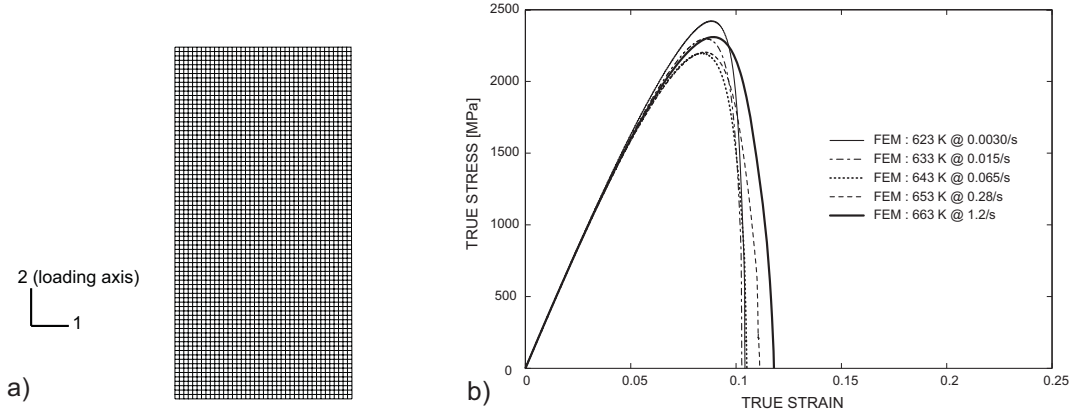 2 (loading axis)
1
a)
TRUE STRESS [MPa]
2500
2000
1500
1000
500
0
0
0.05
0.1
0.15
0.2
0.25
TRUE STRAIN
FEM : 623 K @ 0.0030/s
FEM : 633 K @ 0.015/s
FEM : 643 K @ 0.065/s
FEM : 653 K @ 0.28/s
FEM : 663 K @ 1.2/s
b)